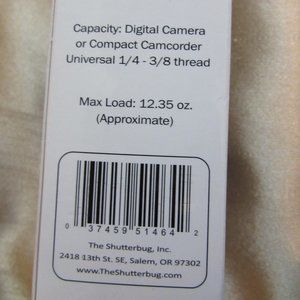 Capacity: Digital Camera
or Compact Camcorder
Universal 1/4 - 3/8 thread
Max Load: 12.35 oz.
(Approximate)
0 37459 51464 2
The Shutterbug, Inc.
2418 13th St. SE, Salem, OR 97302
www.TheShutterbug.com